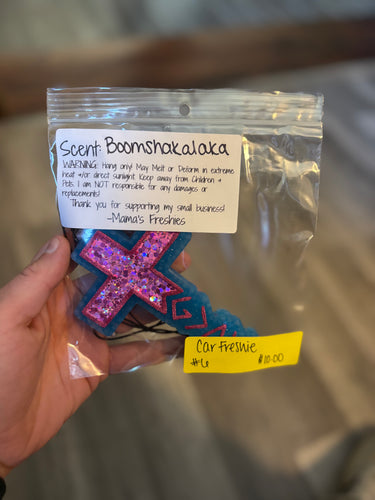 Scent: Boomshakalaka
WARNING: Hang only! May Melt or Deform in extreme
heat &/or direct sunlight. Keep away from Children &
Pets. I am NOT responsible for any damages or
replacements!
Thank you for supporting my small business!
-Mama's Freshies
Car Freshie
#6 $10.00